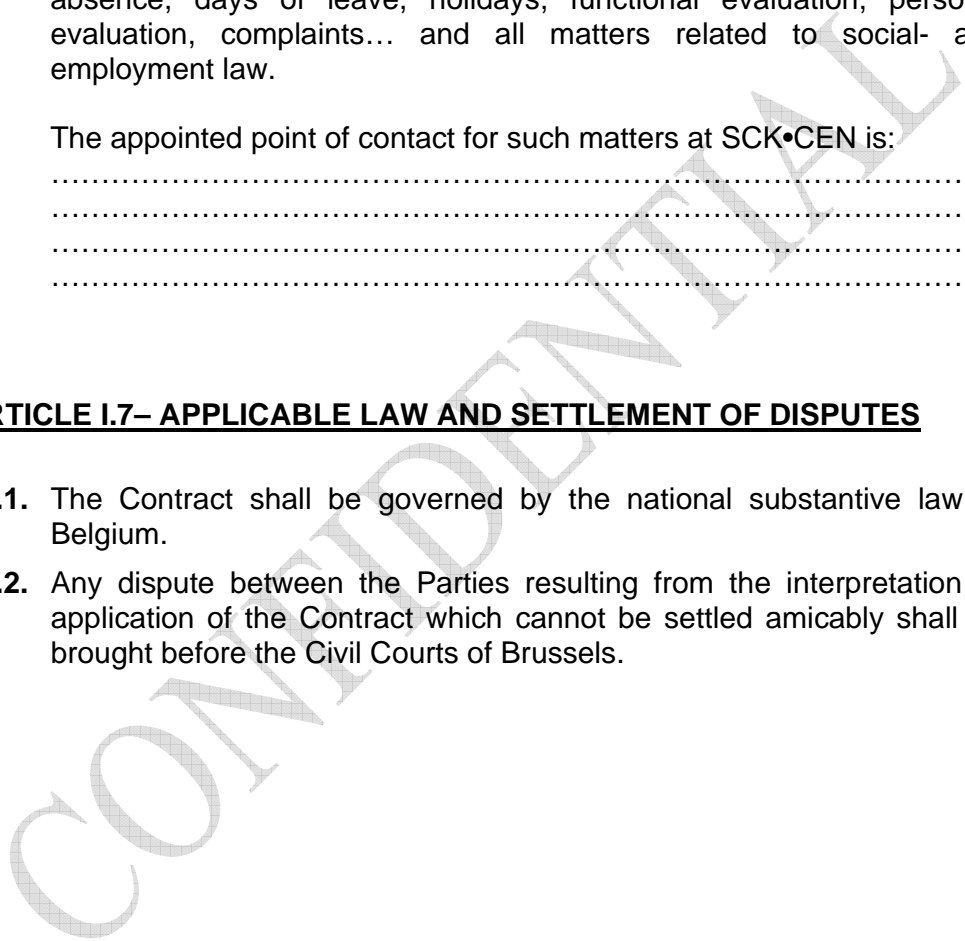 absence, days of leave, holidays, functional evaluation, perso
evaluation, complaints… and all matters related to social- a
employment law.
The appointed point of contact for such matters at SCK•CEN is:
………………………………………………………………………………
………………………………………………………………………………
………………………………………………………………………………
………………………………………………………………………………
RTICLE I.7– APPLICABLE LAW AND SETTLEMENT OF DISPUTES
.1. The Contract shall be governed by the national substantive law
Belgium.
.2. Any dispute between the Parties resulting from the interpretation
application of the Contract which cannot be settled amicably shall
brought before the Civil Courts of Brussels.
CONFIDENTIAL